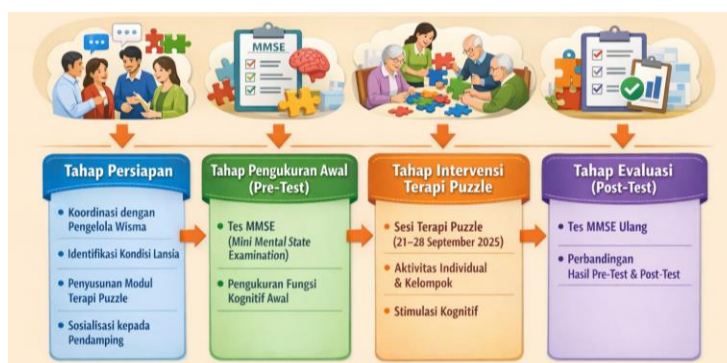 MMSE
Tahap Persiapan
• Koordinasi dengan
Pengelola Wisma
• Identifikasi Kondisi Lansia
• Penyusunan Modul
Terapi Puzzle
• Sosialisasi kepada
Pendamping
Tahap Pengukuran Awal
(Pre-Test)
• Tes MMSE
(Mini Mental State
Examination)
• Pengukuran Fungsi
Kognitif Awal
Tahap Intervensi
Terapi Puzzle
• Sesi Terapi Puzzle
(21–28 September 2025)
• Aktivitas Individual
& Kelompok
• Stimulasi Kognitif
Tahap Evaluasi
(Post-Test)
• Tes MMSE Ulang
• Perbandingan
Hasil Pre-Test & Post-Test